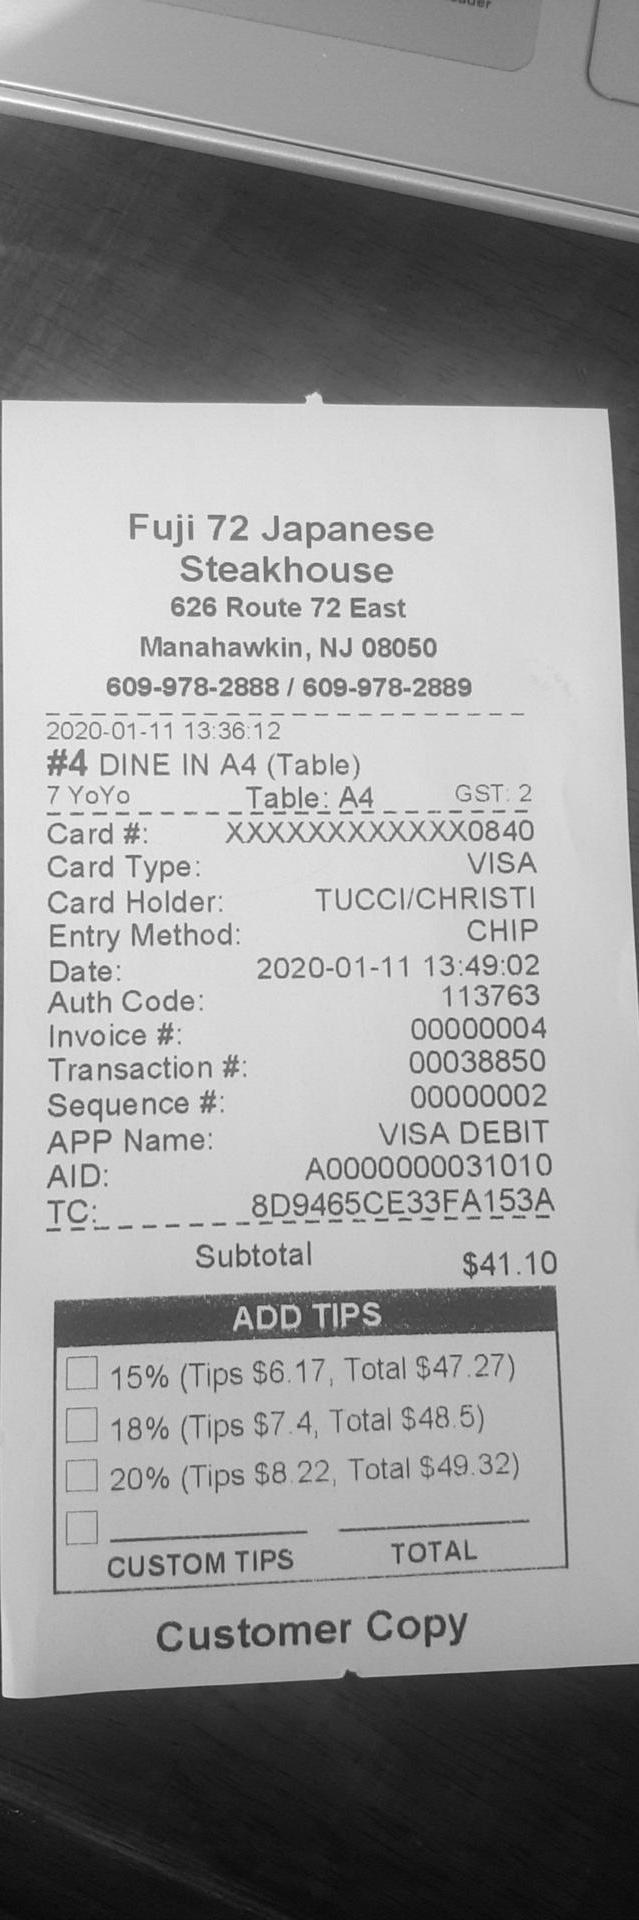 Fuji 72 Japanese
Steakhouse
626 Route 72 East
Manahawkin, NJ 08050
609-978-2888 / 609-978-2889
2020-01-11 13:36:12
#4 DINE IN A4 (Table)
7 YoYo Table: A4 GST: 2
Card #: XXXXXXXXXXXX0840
Card Type: VISA
Card Holder: TUCCI/CHRISTI
Entry Method: CHIP
Date: 2020-01-11 13:49:02
Auth Code: 113763
Invoice #: 00000004
Transaction #: 00038850
Sequence #: 00000002
APP Name: VISA DEBIT
AID: A0000000031010
TC: 8D9465CE33FA153A
Subtotal $41.10
ADD TIPS
15% (Tips $6.17, Total $47.27)
18% (Tips $7.4, Total $48.5)
20% (Tips $8.22, Total $49.32)
CUSTOM TIPS TOTAL
Customer Copy